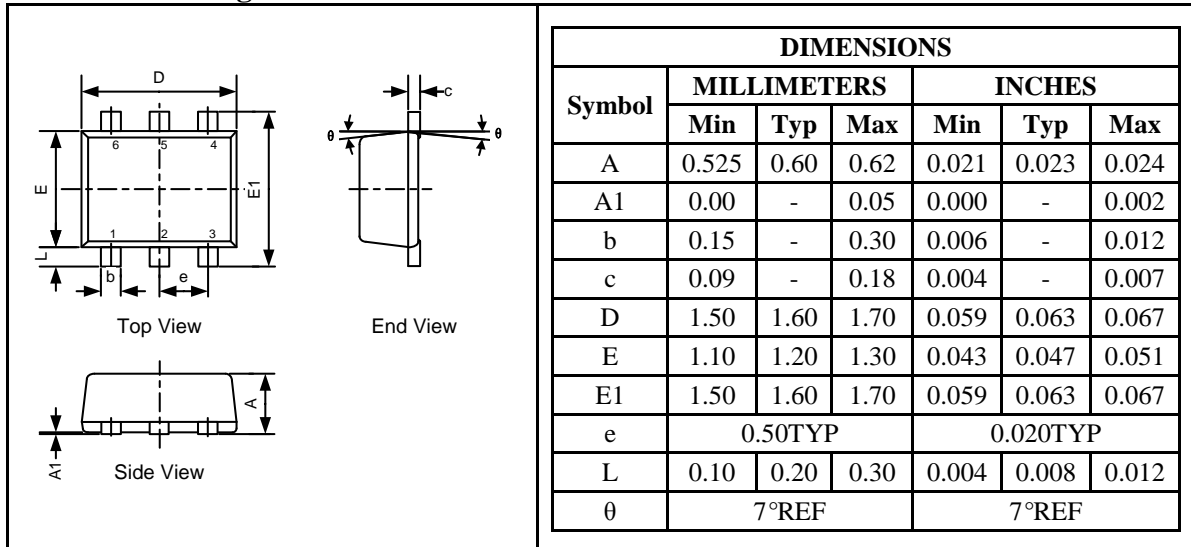 D
c
θ
θ
6 5 4
E
E1
1 2 3
L
b
e
Top View
End View
A
A1
Side View
DIMENSIONS
Symbol MILLIMETERS INCHES
Min Typ Max Min Typ Max
A 0.525 0.60 0.62 0.021 0.023 0.024
A1 0.00 - 0.05 0.000 - 0.002
b 0.15 - 0.30 0.006 - 0.012
c 0.09 - 0.18 0.004 - 0.007
D 1.50 1.60 1.70 0.059 0.063 0.067
E 1.10 1.20 1.30 0.043 0.047 0.051
E1 1.50 1.60 1.70 0.059 0.063 0.067
e 0.50TYP 0.020TYP
L 0.10 0.20 0.30 0.004 0.008 0.012
θ 7°REF 7°REF